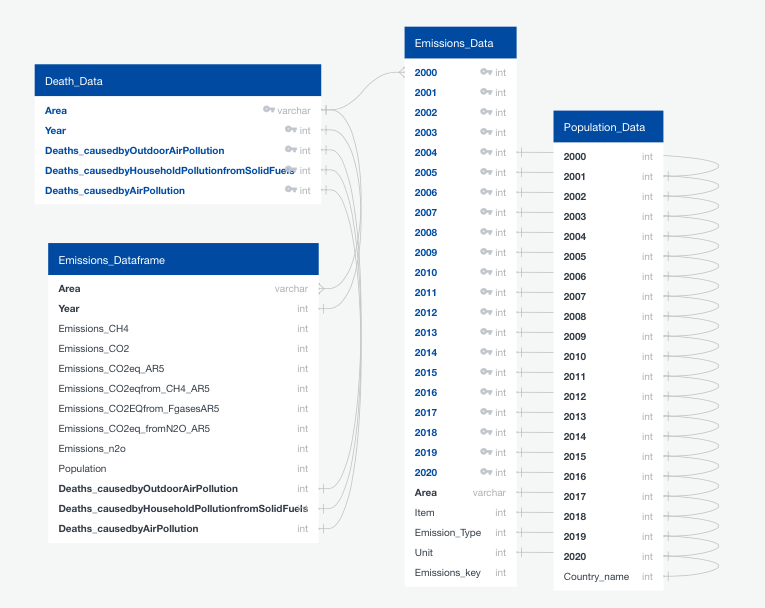 Death_Data
Area varchar
Year int
Deaths_causedbyOutdoorAirPollution int
Deaths_causedbyHouseholdPollutionfromSolidFuels int
Deaths_causedbyAirPollution int
Emissions_Dataframe
Area varchar
Year int
Emissions_CH4 int
Emissions_CO2 int
Emissions_CO2eq_AR5 int
Emissions_CO2eqfrom_CH4_AR5 int
Emissions_CO2EQfrom_FgasesAR5 int
Emissions_CO2eq_fromN2O_AR5 int
Emissions_n2o int
Population int
Deaths_causedbyOutdoorAirPollution int
Deaths_causedbyHouseholdPollutionfromSolidFuels int
Deaths_causedbyAirPollution int
Emissions_Data
2000 int
2001 int
2002 int
2003 int
2004 int
2005 int
2006 int
2007 int
2008 int
2009 int
2010 int
2011 int
2012 int
2013 int
2014 int
2015 int
2016 int
2017 int
2018 int
2019 int
2020 int
Area varchar
Item int
Emission_Type int
Unit int
Emissions_key int
Population_Data
2000 int
2001 int
2002 int
2003 int
2004 int
2005 int
2006 int
2007 int
2008 int
2009 int
2010 int
2011 int
2012 int
2013 int
2014 int
2015 int
2016 int
2017 int
2018 int
2019 int
2020 int
Country_name int